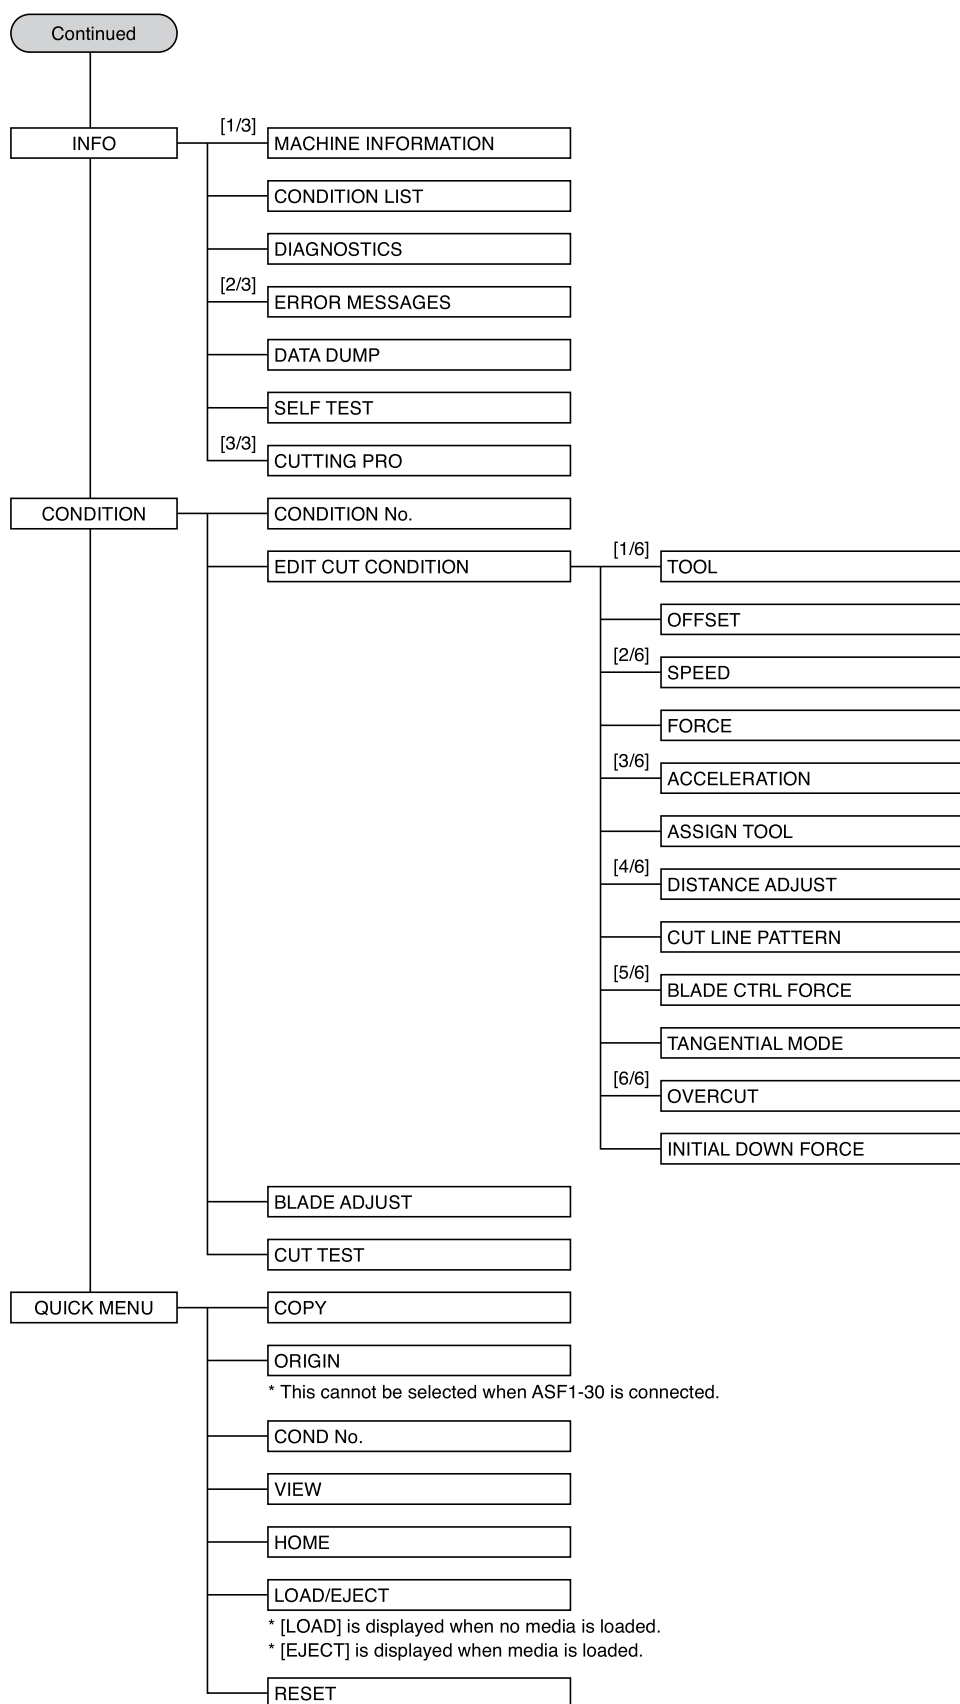 Continued
[1/3]
INFO
MACHINE INFORMATION
CONDITION LIST
DIAGNOSTICS
[2/3]
ERROR MESSAGES
DATA DUMP
SELF TEST
[3/3]
CUTTING PRO
CONDITION
CONDITION No.
EDIT CUT CONDITION
[1/6]
TOOL
OFFSET
[2/6]
SPEED
FORCE
[3/6]
ACCELERATION
ASSIGN TOOL
[4/6]
DISTANCE ADJUST
CUT LINE PATTERN
[5/6]
BLADE CTRL FORCE
TANGENTIAL MODE
[6/6]
OVERCUT
INITIAL DOWN FORCE
BLADE ADJUST
CUT TEST
QUICK MENU
COPY
ORIGIN
* This cannot be selected when ASF1-30 is connected.
COND No.
VIEW
HOME
LOAD/EJECT
* [LOAD] is displayed when no media is loaded.
* [EJECT] is displayed when media is loaded.
RESET